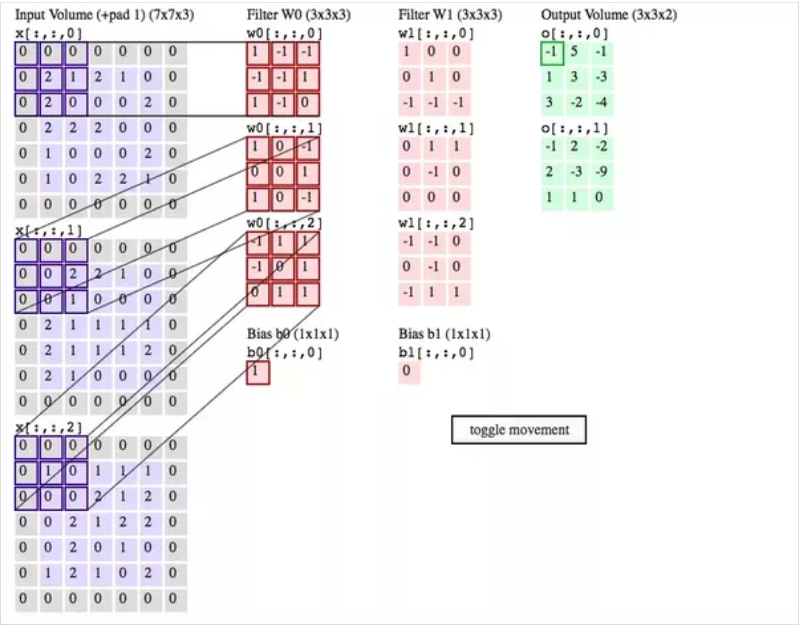 Input Volume (+pad 1) (7x7x3)
x[:,:,0]
0 0 0 0 0 0 0
0 2 1 2 1 0 0
0 2 0 0 0 2 0
0 2 2 2 0 0 0
0 1 0 0 0 2 0
0 1 0 2 2 1 0
0 0 0 0 0 0 0
x[:,:,1]
0 0 0 0 0 0 0
0 0 2 2 1 0 0
0 0 1 0 0 0 0
0 2 1 1 1 1 0
0 2 1 1 1 2 0
0 2 1 0 0 0 0
0 0 0 0 0 0 0
x[:,:,2]
0 0 0 0 0 0 0
0 1 0 1 1 1 0
0 0 0 2 1 2 0
0 0 2 1 2 2 0
0 0 2 0 1 0 0
0 1 2 1 0 2 0
0 0 0 0 0 0 0
Filter W0 (3x3x3)
w0[:,:,0]
1 -1 -1
-1 -1 1
1 -1 0
w0[:,:,1]
1 0 -1
0 0 1
1 0 -1
w0[:,:,2]
-1 1 1
-1 0 1
0 1 1
Bias b0 (1x1x1)
b0[:,:,0]
1
Filter W1 (3x3x3)
w1[:,:,0]
1 0 0
0 1 0
-1 -1 -1
w1[:,:,1]
0 1 1
0 -1 0
0 0 0
w1[:,:,2]
-1 -1 0
0 -1 0
-1 1 1
Bias b1 (1x1x1)
b1[:,:,0]
0
Output Volume (3x3x2)
o[:,:,0]
-1 5 -1
1 3 -3
3 -2 -4
o[:,:,1]
-1 2 -2
2 -3 -9
1 1 0
toggle movement